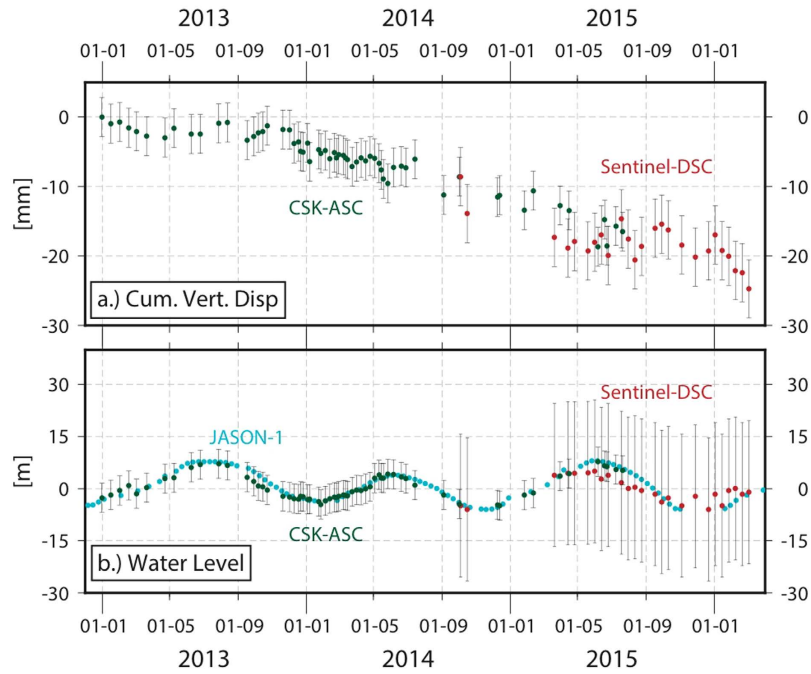 2013 2014 2015
01-01 01-05 01-09 01-01 01-05 01-09 01-01 01-05 01-09 01-01
0 0
-10 -10
-20 -20
-30 -30
[mm]
Sentinel-DSC
CSK-ASC
a.) Cum. Vert. Disp
30 30
15 15
0 0
-15 -15
-30 -30
[m]
Sentinel-DSC
JASON-1
CSK-ASC
b.) Water Level
01-01 01-05 01-09 01-01 01-05 01-09 01-01 01-05 01-09 01-01
2013 2014 2015